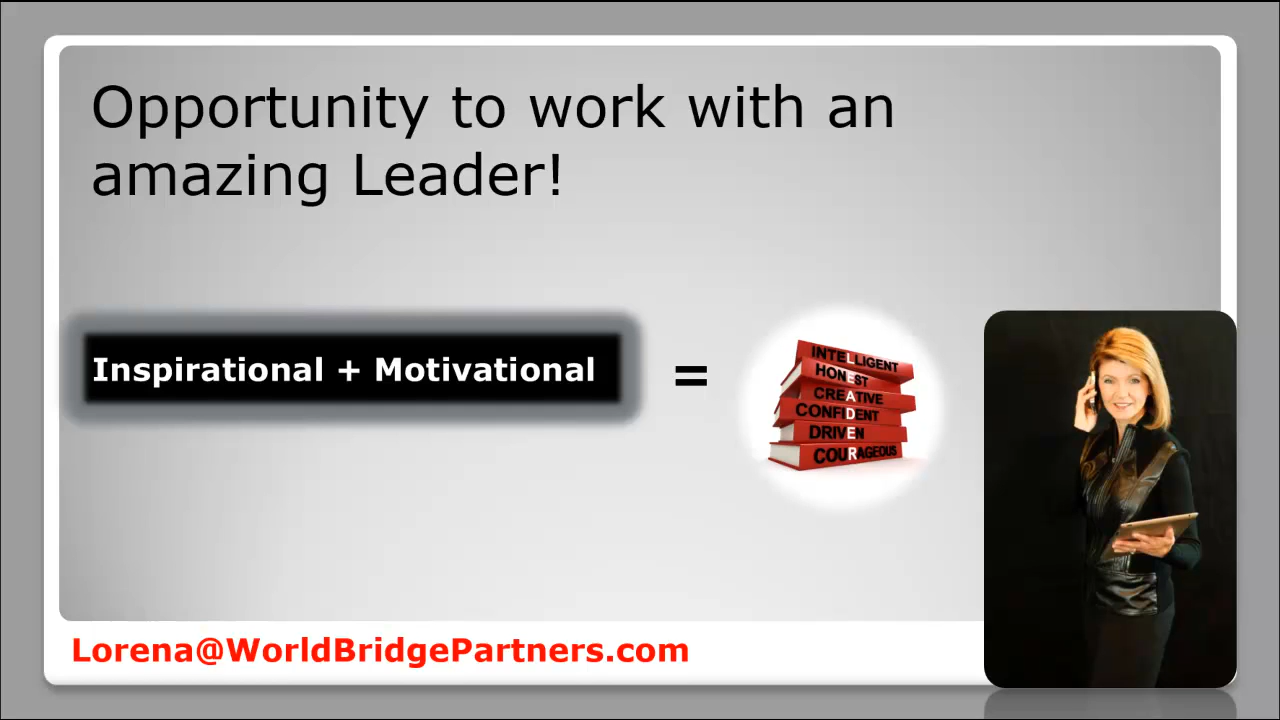 Opportunity to work with an
amazing Leader!
Inspirational + Motivational
=
INTELLIGENT
HONEST
CREATIVE
CONFIDENT
DRIVEN
COURAGEOUS
Lorena@WorldBridgePartners.com